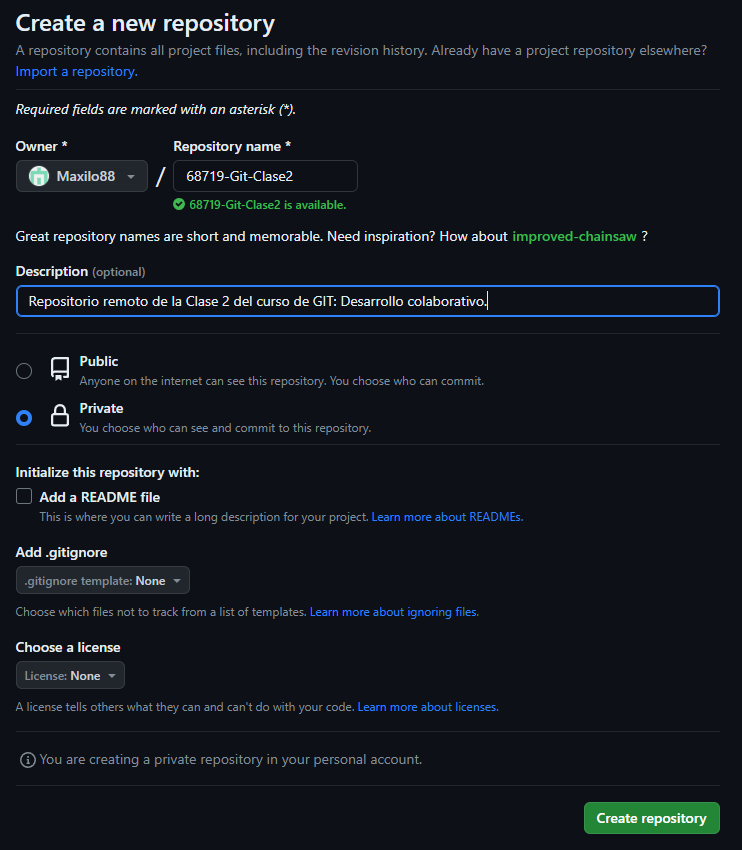 Create a new repository
A repository contains all project files, including the revision history. Already have a project repository elsewhere?
Import a repository.
Required fields are marked with an asterisk (*).
Owner *
Repository name *
Maxilo88
/
68719-Git-Clase2
68719-Git-Clase2 is available.
Great repository names are short and memorable. Need inspiration? How about improved-chainsaw ?
Description (optional)
Repositorio remoto de la Clase 2 del curso de GIT: Desarrollo colaborativo.
Public
Anyone on the internet can see this repository. You choose who can commit.
Private
You choose who can see and commit to this repository.
Initialize this repository with:
Add a README file
This is where you can write a long description for your project. Learn more about READMEs.
Add .gitignore
.gitignore template: None
Choose which files not to track from a list of templates. Learn more about ignoring files.
Choose a license
License: None
A license tells others what they can and can't do with your code. Learn more about licenses.
You are creating a private repository in your personal account.
Create repository